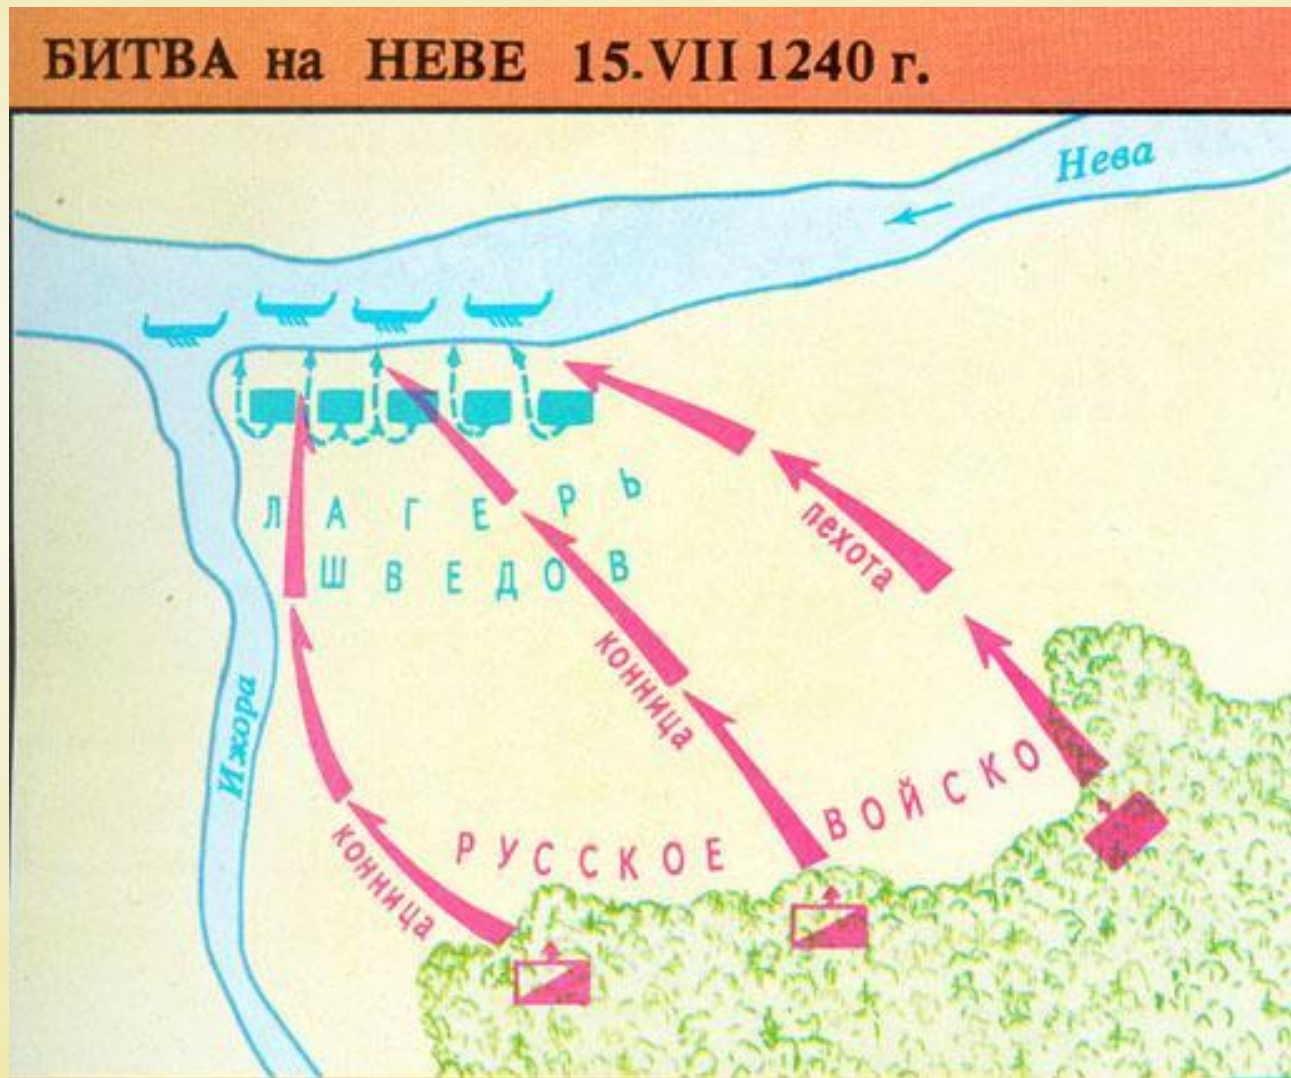 БИТВА на НЕВЕ 15.VII 1240 г.
Нева
ЛАГЕРЬ
ШВЕДОВ
пехота
конница
Ижора
РУССКОЕ ВОЙСКО
конница